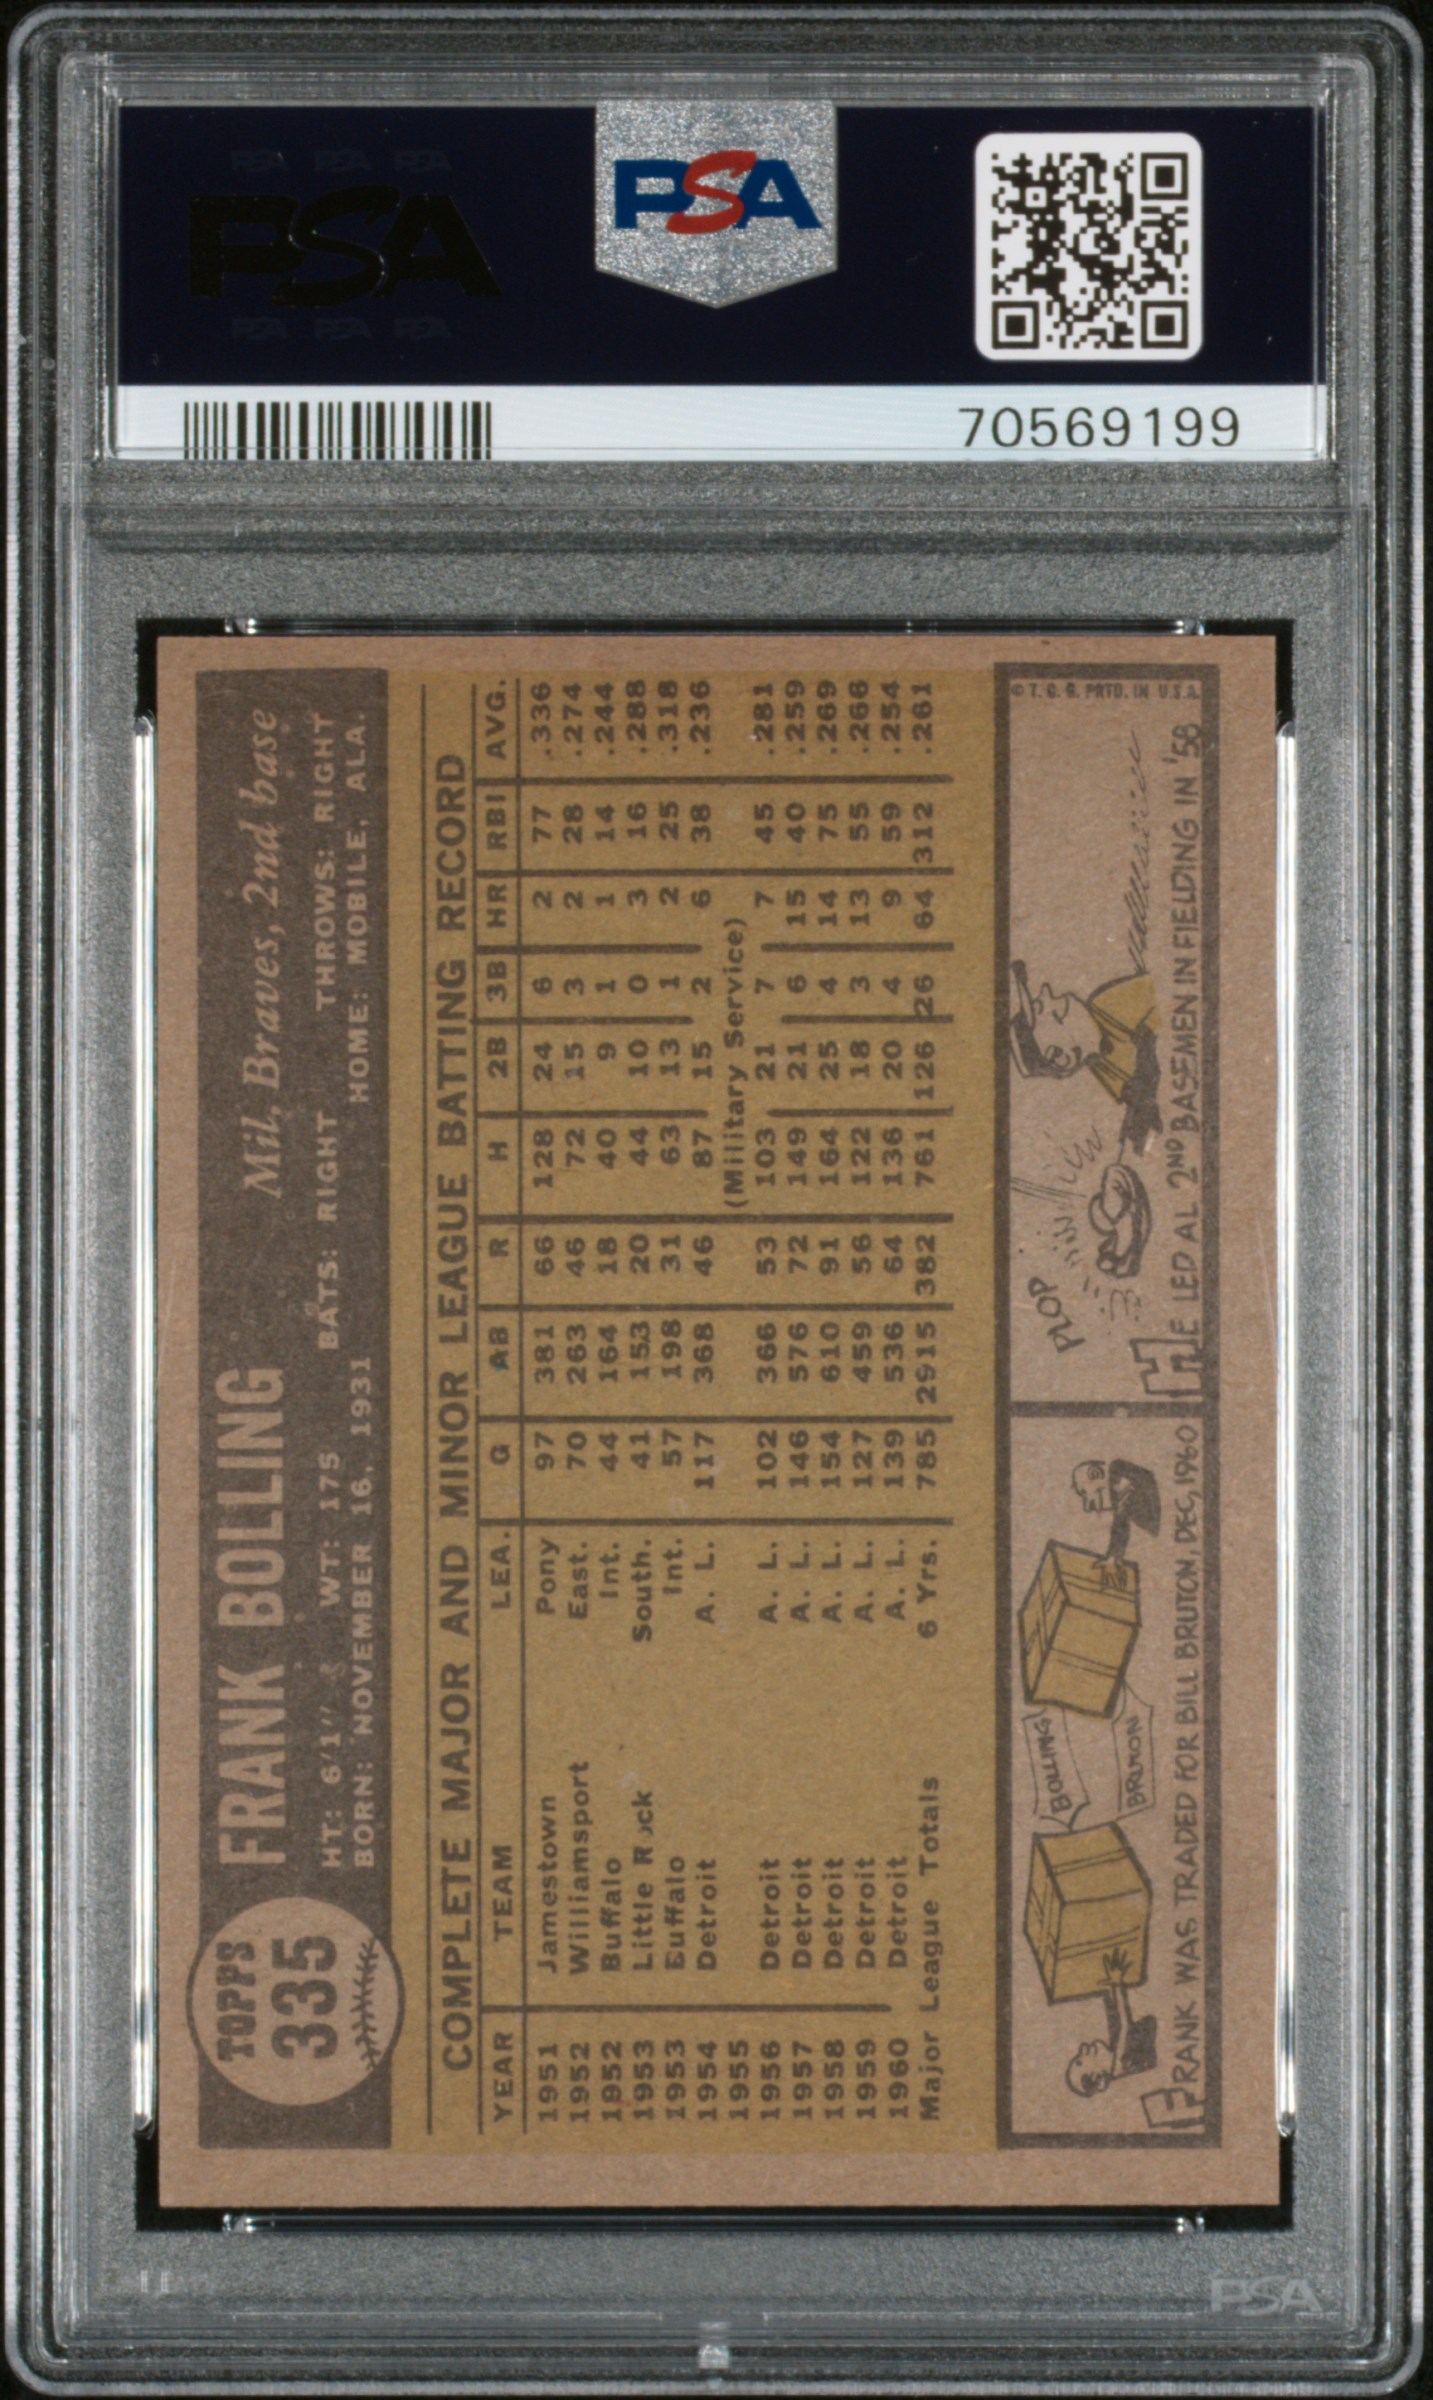 PSA PSA PSA
PSA
PSA PSA PSA
PSA
70569199
TOPPS
335
FRANK BOLLING Mil. Braves, 2nd base
HT: 6'1" WT: 175 BATS: RIGHT THROWS: RIGHT
BORN: NOVEMBER 16, 1931 HOME: MOBILE, ALA.
COMPLETE MAJOR AND MINOR LEAGUE BATTING RECORD
YEAR TEAM LEA. G AB R H 2B 3B HR RBI AVG.
1951 Jamestown Pony 97 381 66 128 24 6 2 77 .336
1952 Williamsport East. 70 263 46 72 15 3 2 28 .274
1952 Buffalo Int. 44 164 18 40 9 1 1 14 .244
1953 Little Rock South. 41 153 20 44 10 0 3 16 .288
1953 Buffalo Int. 57 198 31 63 13 1 2 25 .318
1954 Detroit A. L. 117 368 46 87 15 2 6 38 .236
1955 (Military Service)
1956 Detroit A. L. 102 366 53 103 21 7 7 45 .281
1957 Detroit A. L. 146 576 72 149 21 6 15 40 .259
1958 Detroit A. L. 154 610 91 164 25 4 14 75 .269
1959 Detroit A. L. 127 459 56 122 18 3 13 55 .266
1960 Detroit A. L. 139 536 64 136 20 4 9 59 .254
Major League Totals 6 Yrs. 785 2915 382 761 126 26 64 312 .261
BOLLING
BRUTON
FRANK WAS TRADED FOR BILL BRUTON, DEC, 1960
PLOP
HE LED AL 2ND BASEMEN IN FIELDING IN '58
© T. C. G. PRTD. IN U.S.A.
PSA